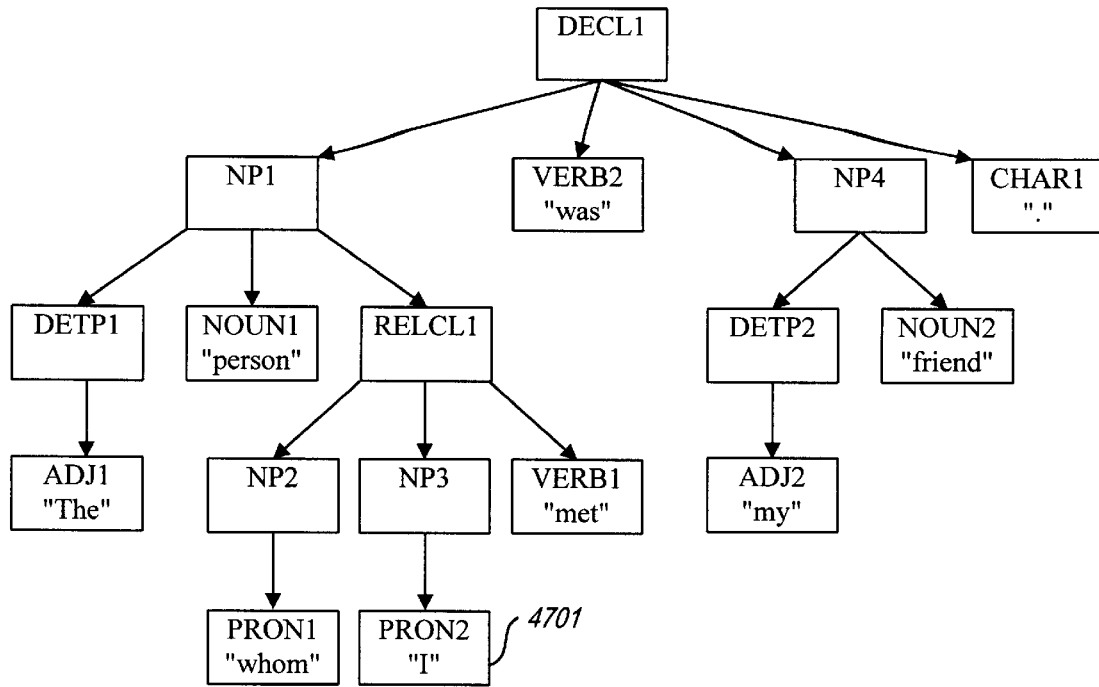 DECL1
NP1
VERB2
"was"
NP4
CHAR1
"."
DETP1
NOUN1
"person"
RELCL1
DETP2
NOUN2
"friend"
ADJ1
"The"
NP2
NP3
VERB1
"met"
ADJ2
"my"
PRON1
"whom"
PRON2
"I"
4701